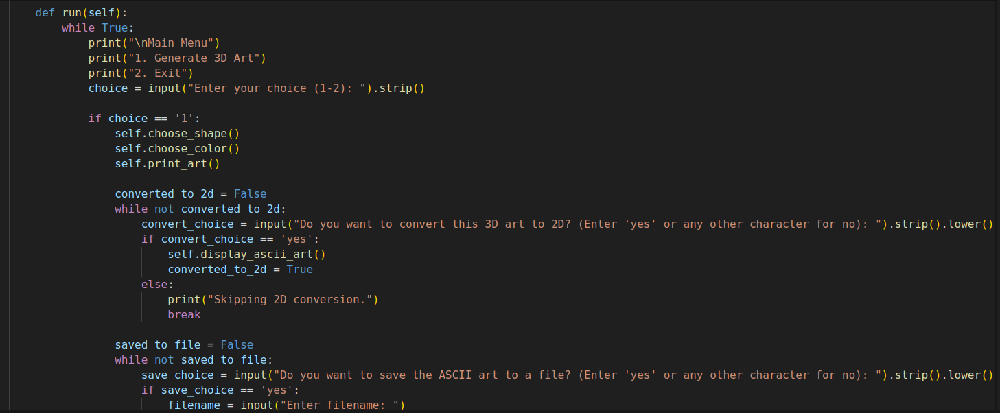 def run(self):
    while True:
        print("\nMain Menu")
        print("1. Generate 3D Art")
        print("2. Exit")
        choice = input("Enter your choice (1-2): ").strip()

        if choice == '1':
            self.choose_shape()
            self.choose_color()
            self.print_art()

            converted_to_2d = False
            while not converted_to_2d:
                convert_choice = input("Do you want to convert this 3D art to 2D? (Enter 'yes' or any other character for no): ").strip().lower()
                if convert_choice == 'yes':
                    self.display_ascii_art()
                    converted_to_2d = True
                else:
                    print("Skipping 2D conversion.")
                    break

            saved_to_file = False
            while not saved_to_file:
                save_choice = input("Do you want to save the ASCII art to a file? (Enter 'yes' or any other character for no): ").strip().lower()
                if save_choice == 'yes':
                    filename = input("Enter filename: ")